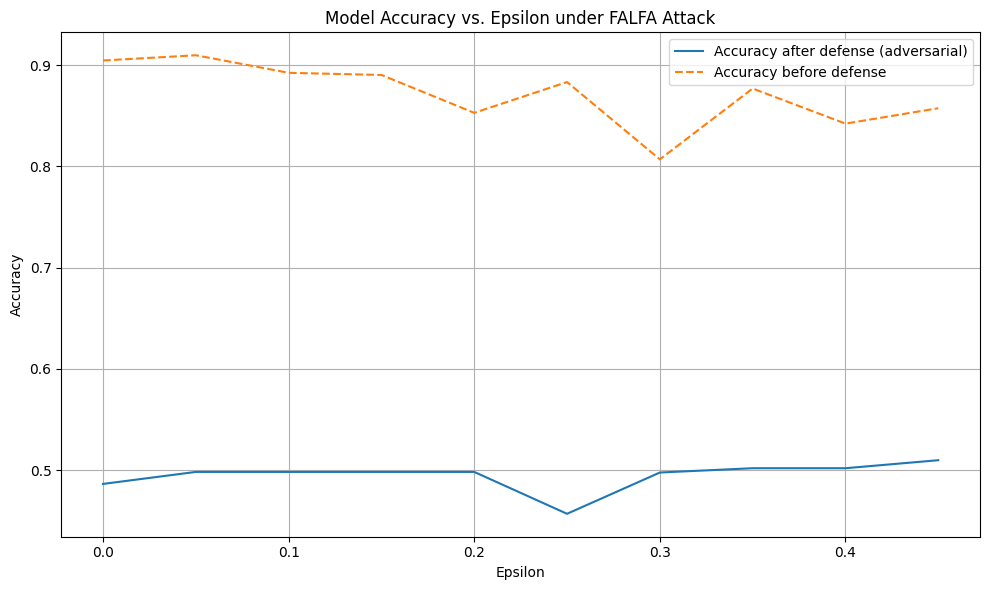 Model Accuracy vs. Epsilon under FALFA Attack
Accuracy after defense (adversarial)
Accuracy before defense
Accuracy
0.9
0.8
0.7
0.6
0.5
0.0 0.1 0.2 0.3 0.4
Epsilon